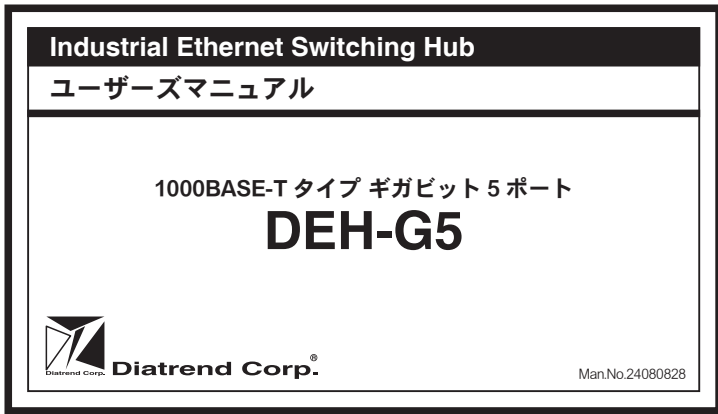 Industrial Ethernet Switching Hub
ユーザーズマニュアル
1000BASE-T タイプ ギガビット 5 ポート
DEH-G5
Diatrend Corp.
Diatrend Corp.®
Man.No.24080828